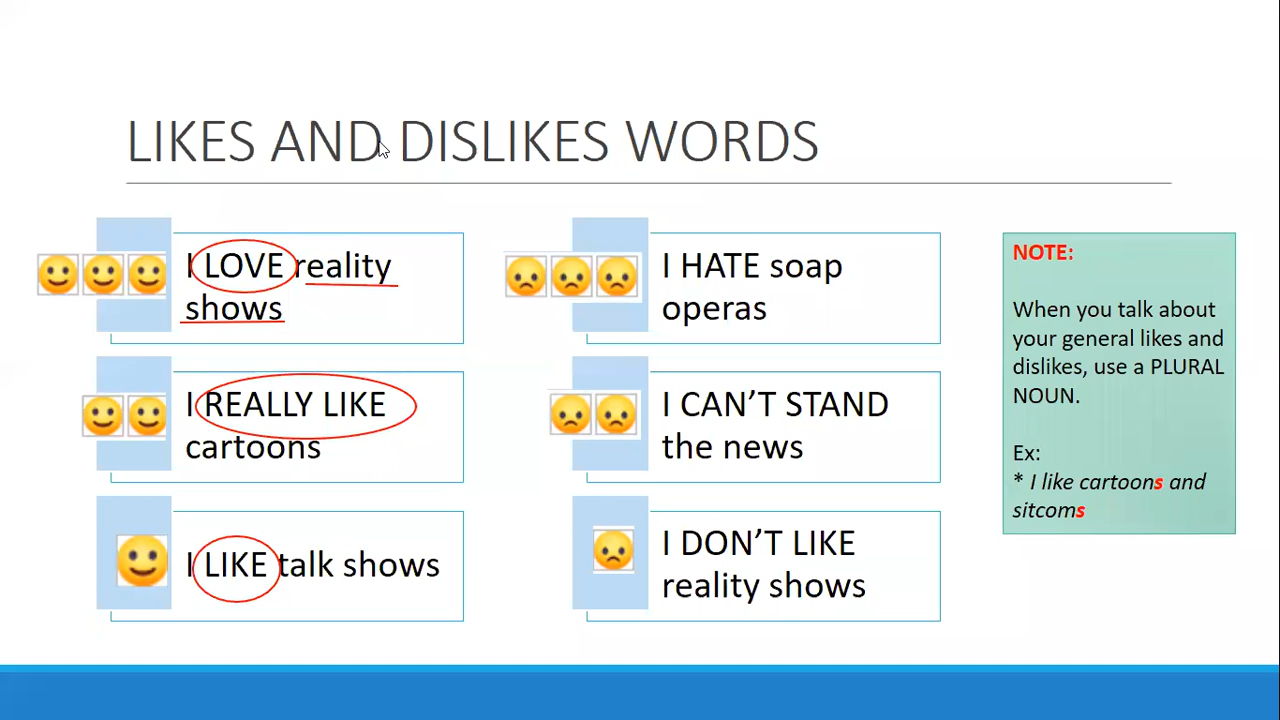 LIKES AND DISLIKES WORDS
I LOVE reality
shows
I REALLY LIKE
cartoons
I LIKE talk shows
I HATE soap
operas
I CAN’T STAND
the news
I DON’T LIKE
reality shows
NOTE:
When you talk about
your general likes and
dislikes, use a PLURAL
NOUN.
Ex:
* I like cartoons and
sitcoms